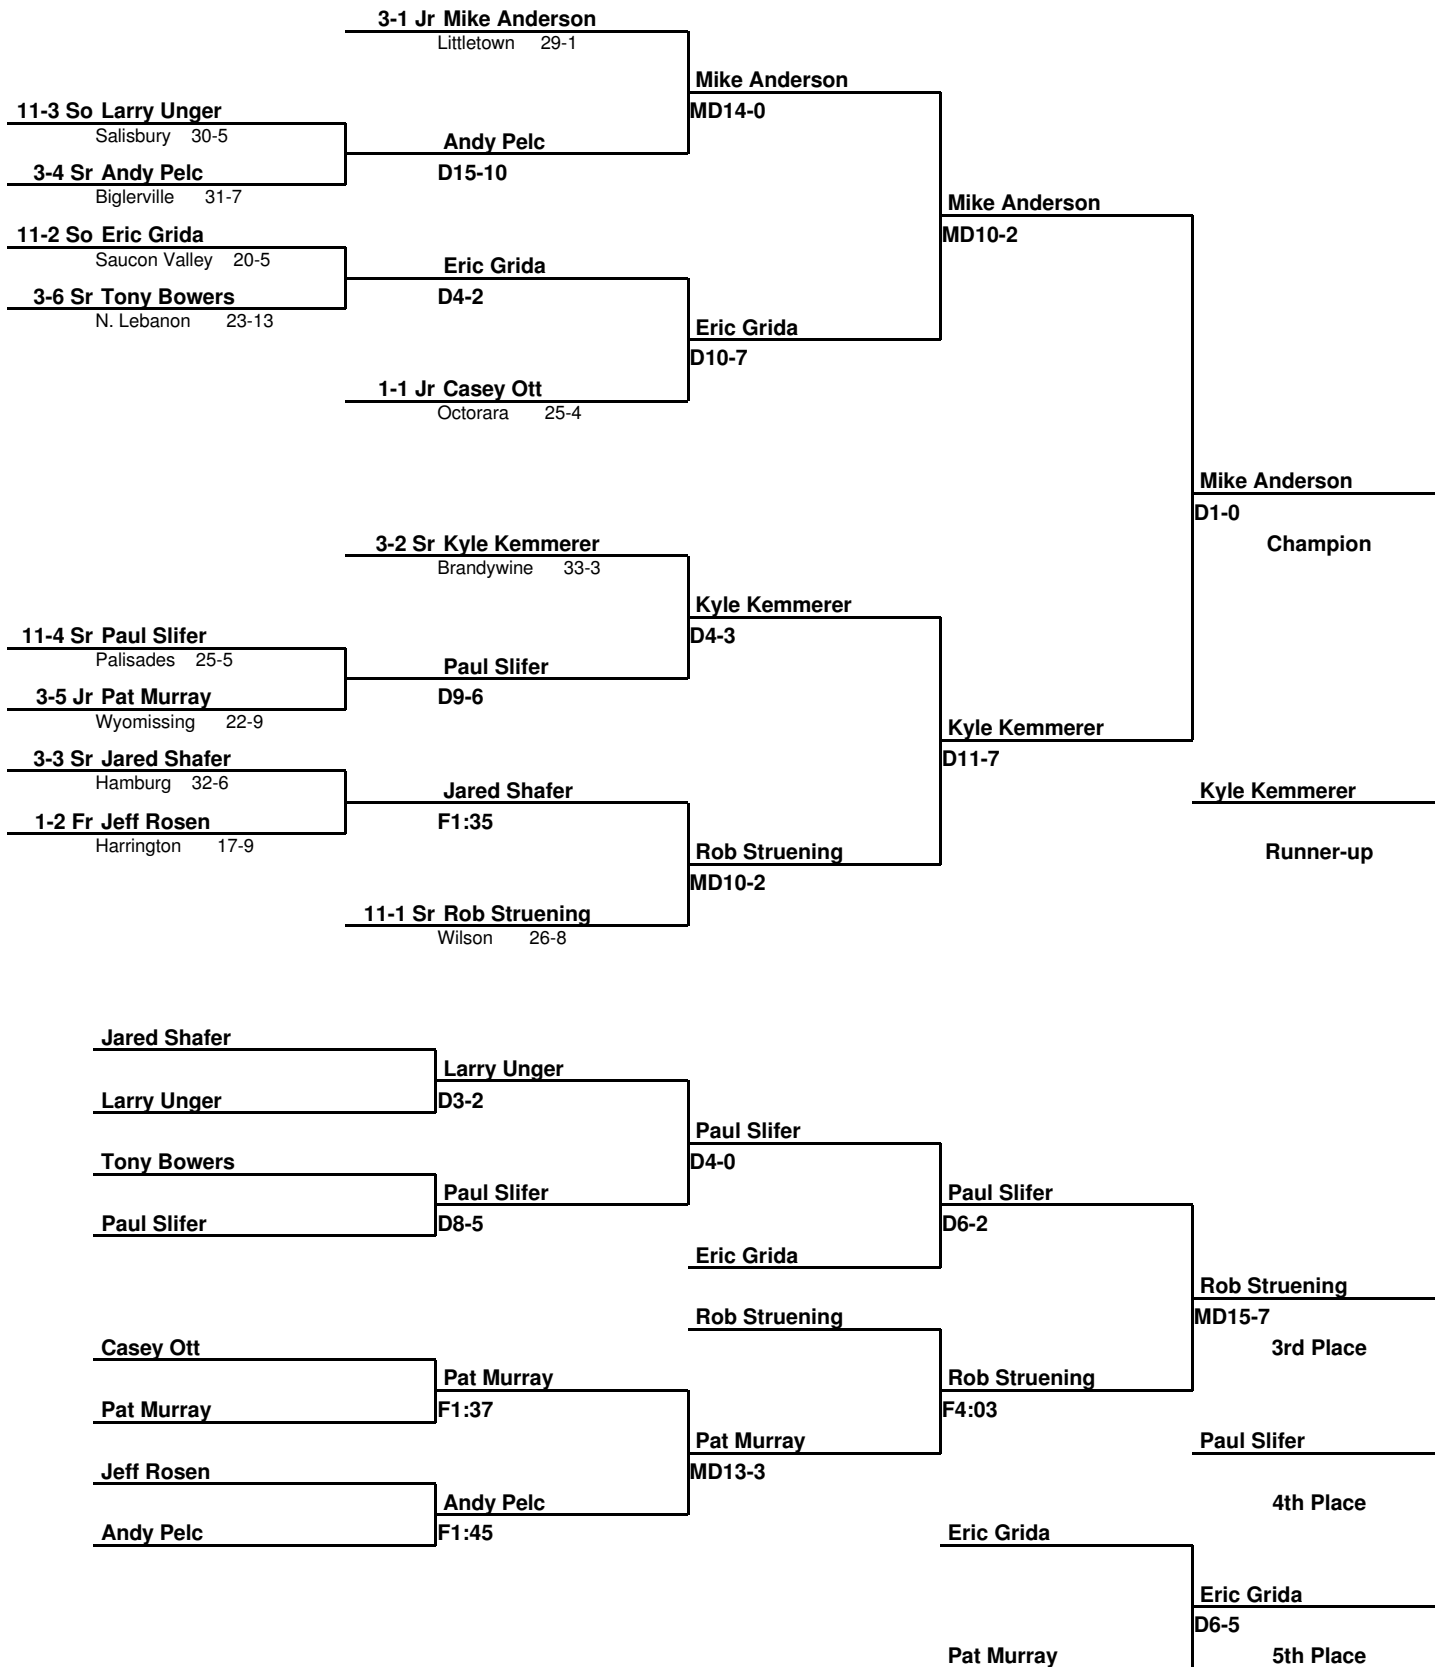 3-1 Jr Mike Anderson
Littletown 29-1
Mike Anderson
MD14-0
11-3 So Larry Unger
Salisbury 30-5
Andy Pelc
D15-10
3-4 Sr Andy Pelc
Biglerville 31-7
Mike Anderson
MD10-2
11-2 So Eric Grida
Saucon Valley 20-5
Eric Grida
D4-2
3-6 Sr Tony Bowers
N. Lebanon 23-13
Eric Grida
D10-7
1-1 Jr Casey Ott
Octorara 25-4
Mike Anderson
D1-0
Champion
3-2 Sr Kyle Kemmerer
Brandywine 33-3
Kyle Kemmerer
D4-3
11-4 Sr Paul Slifer
Palisades 25-5
Paul Slifer
D9-6
3-5 Jr Pat Murray
Wyomissing 22-9
Kyle Kemmerer
D11-7
3-3 Sr Jared Shafer
Hamburg 32-6
Jared Shafer
F1:35
Kyle Kemmerer
Runner-up
1-2 Fr Jeff Rosen
Harrington 17-9
Rob Struening
MD10-2
11-1 Sr Rob Struening
Wilson 26-8
Jared Shafer
Larry Unger
D3-2
Larry Unger
Paul Slifer
D4-0
Tony Bowers
Paul Slifer
D8-5
Paul Slifer
Paul Slifer
D6-2
Eric Grida
Rob Struening
MD15-7
3rd Place
Rob Struening
Casey Ott
Pat Murray
F1:37
Pat Murray
Rob Struening
F4:03
Pat Murray
MD13-3
Paul Slifer
4th Place
Jeff Rosen
Andy Pelc
F1:45
Andy Pelc
Eric Grida
Eric Grida
D6-5
5th Place
Pat Murray